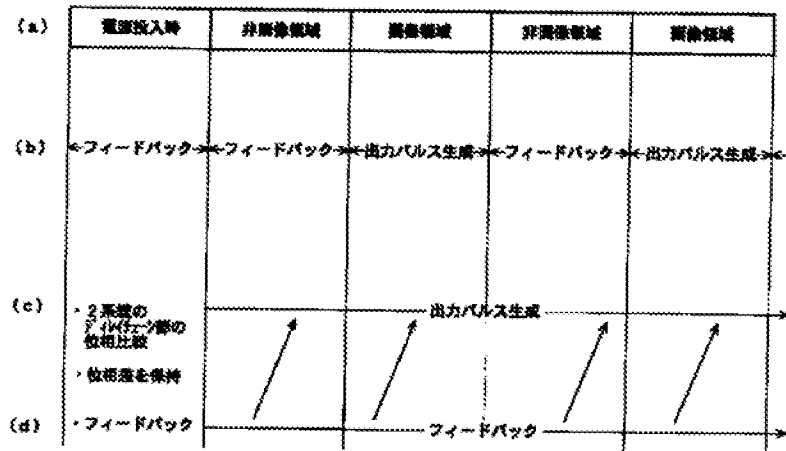 (a) 電源投入時 非画像領域 画像領域 非画像領域 画像領域
(b) フィードバック フィードバック 出力パルス生成 フィードバック 出力パルス生成
(c) ・2系統の 出力パルス生成
ディレイチェーン部の
位相比較
・位相差を保持
(d) ・フィードバック フィードバック